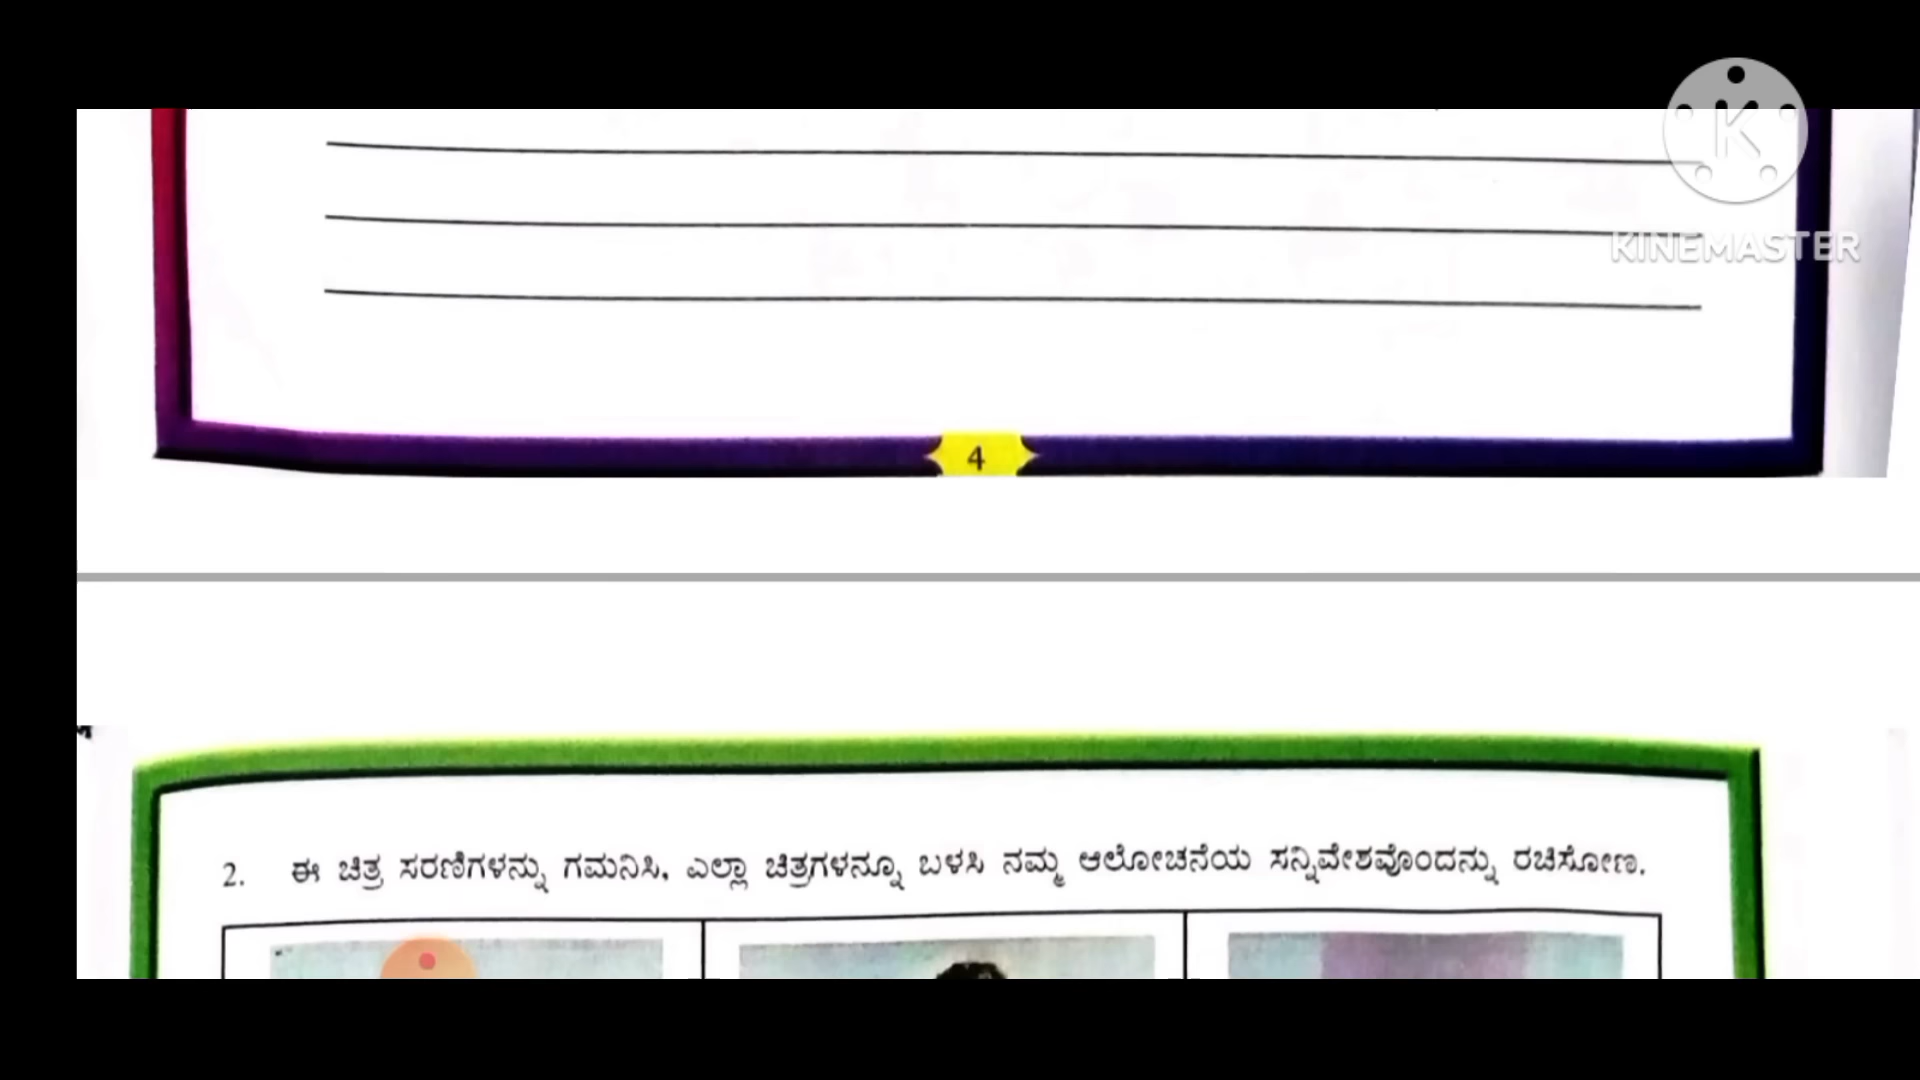 KINEMASTER
4
2. ಈ ಚಿತ್ರ ಸರಣಿಗಳನ್ನು ಗಮನಿಸಿ, ಎಲ್ಲಾ ಚಿತ್ರಗಳನ್ನೂ ಬಳಸಿ ನಮ್ಮ ಆಲೋಚನೆಯ ಸನ್ನಿವೇಶವೊಂದನ್ನು ರಚಿಸೋಣ.